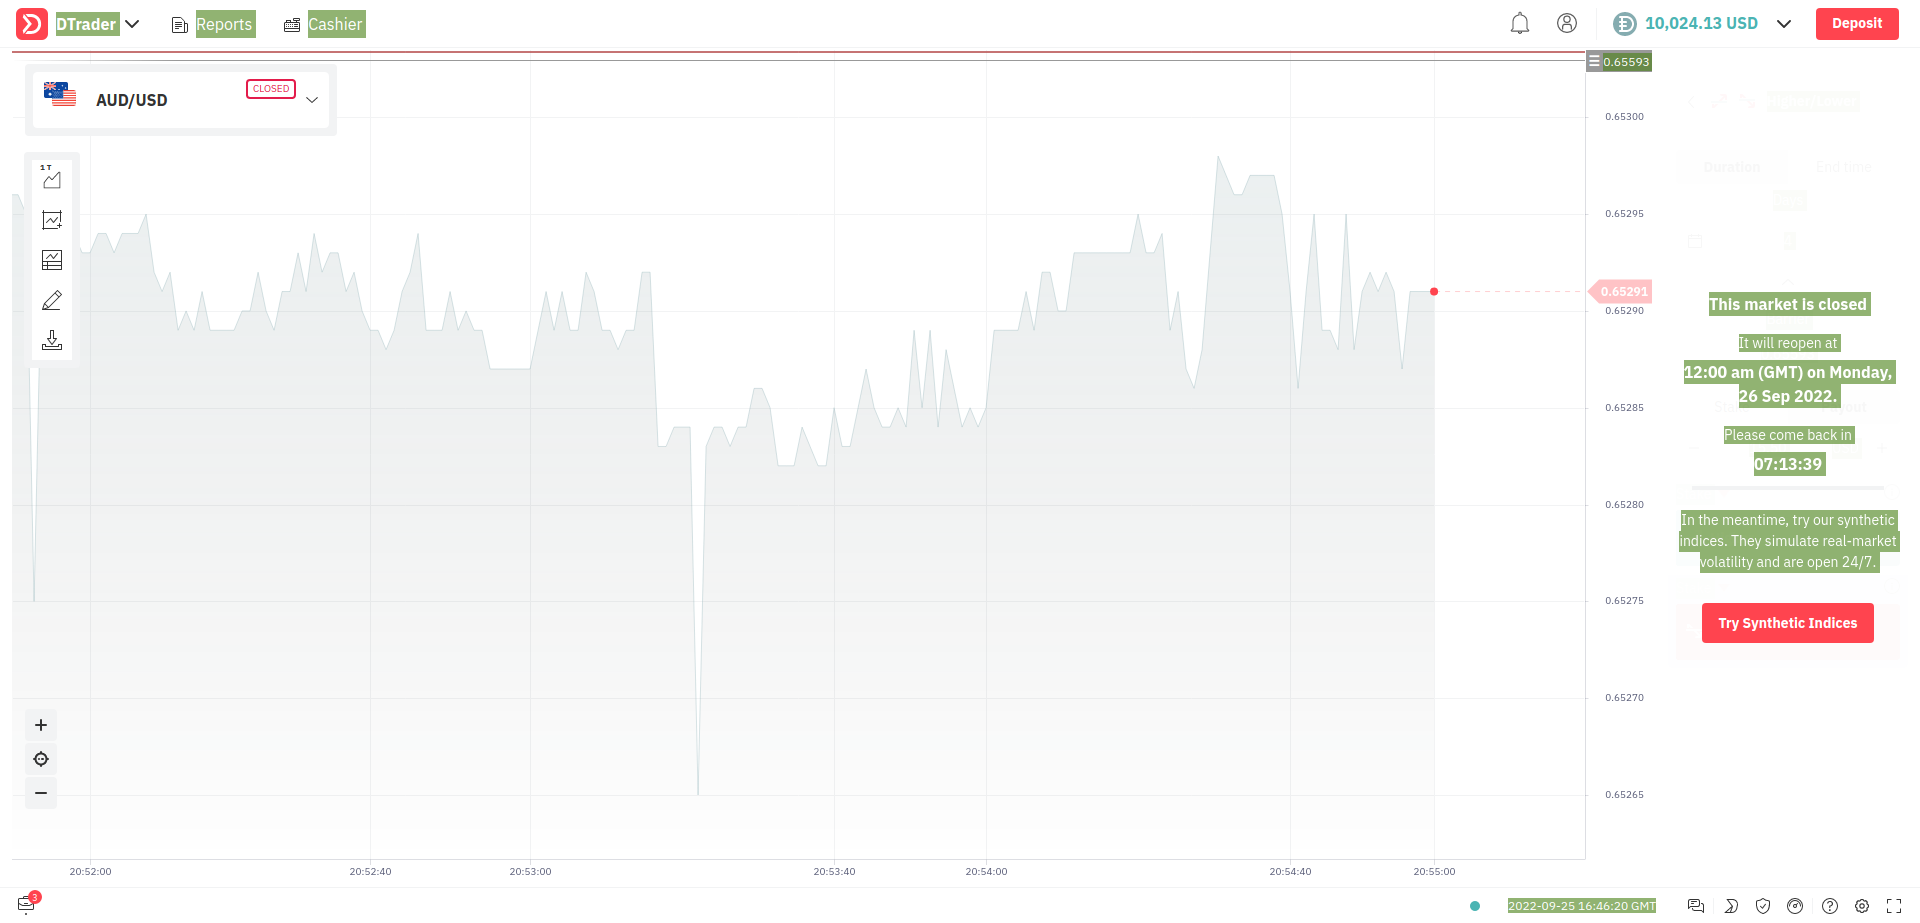 DTrader
Reports
Cashier
10,024.13 USD
Deposit
AUD/USD
CLOSED
1T
0.65593
0.65300
0.65295
0.65291
0.65290
0.65285
0.65280
0.65275
0.65270
0.65265
Duration
End time
This market is closed
It will reopen at
12:00 am (GMT) on Monday,
26 Sep 2022.
Please come back in
07:13:39
In the meantime, try our synthetic
indices. They simulate real-market
volatility and are open 24/7.
Try Synthetic Indices
20:52:00
20:52:40
20:53:00
20:53:40
20:54:00
20:54:40
20:55:00
3
2022-09-25 16:46:20 GMT